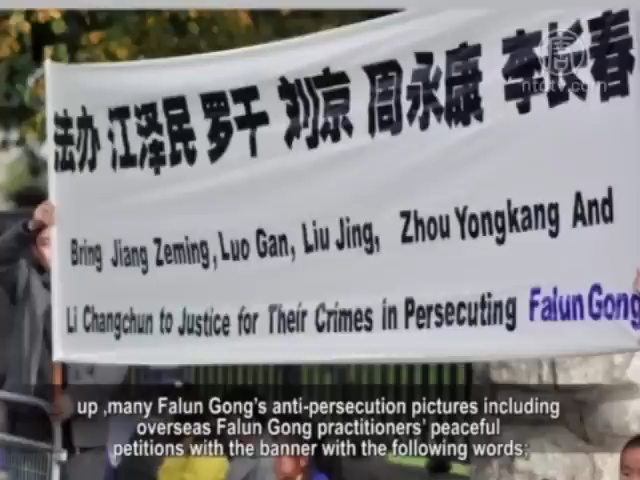 ntdtv.com
法办 江泽民 罗干 刘京 周永康 李长春
Bring Jiang Zeming, Luo Gan, Liu Jing, Zhou Yongkang And
Li Changchun to Justice for Their Crimes in Persecuting Falun Gong
up ,many Falun Gong's anti-persecution pictures including
overseas Falun Gong practitioners' peaceful
petitions with the banner with the following words;